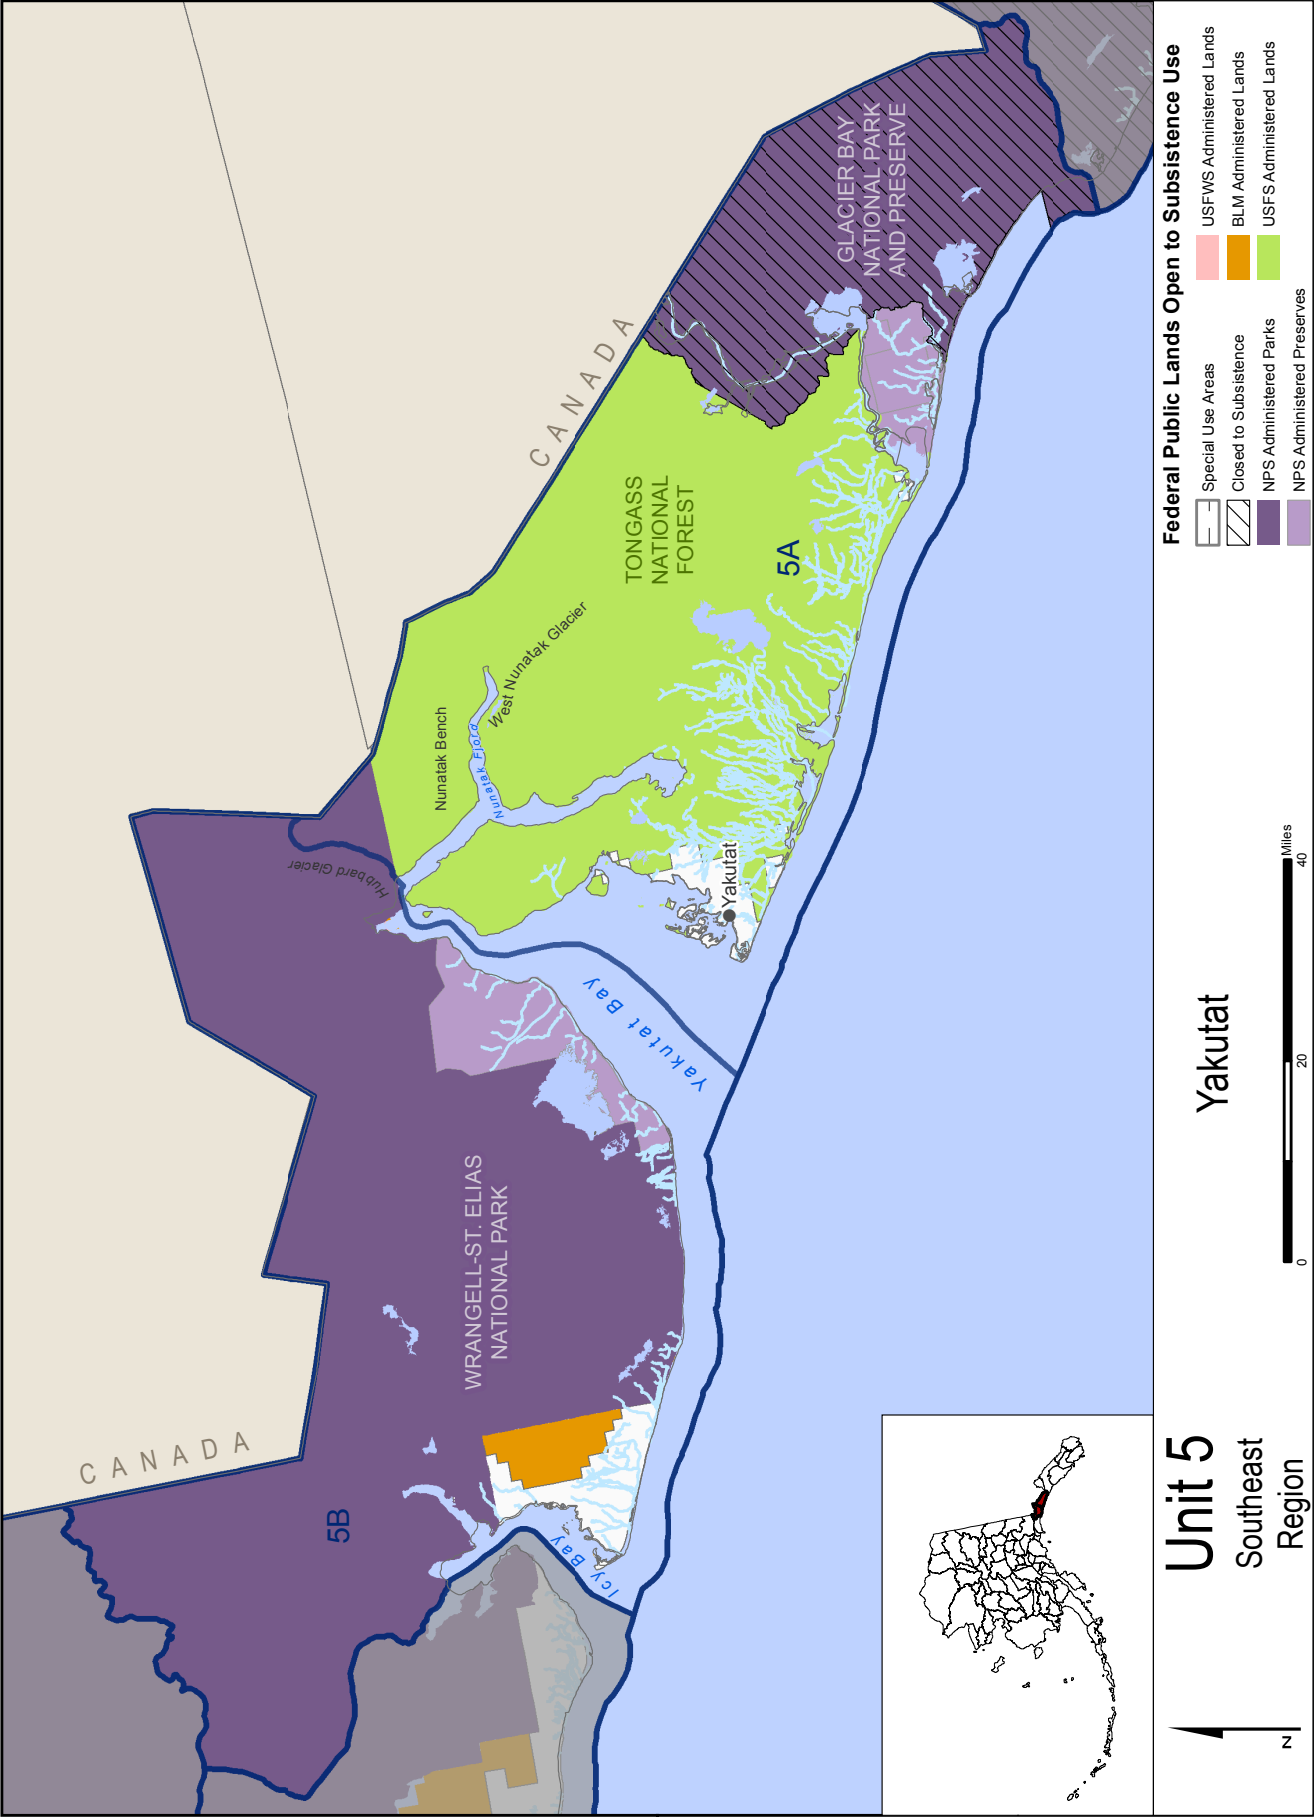 CANADA
5B
WRANGELL-ST. ELIAS
NATIONAL PARK
Icy Bay
Yakutat Bay
Hubbard Glacier
Nunatak Bench
Nunatak Fjord
West Nunatak Glacier
CANADA
TONGASS
NATIONAL
FOREST
5A
Yakutat
GLACIER BAY
NATIONAL PARK
AND PRESERVE
Unit 5
Southeast
Region
N
Yakutat
0 20 40
Miles
Federal Public Lands Open to Subsistence Use
Special Use Areas
Closed to Subsistence
NPS Administered Parks
NPS Administered Preserves
USFWS Administered Lands
BLM Administered Lands
USFS Administered Lands